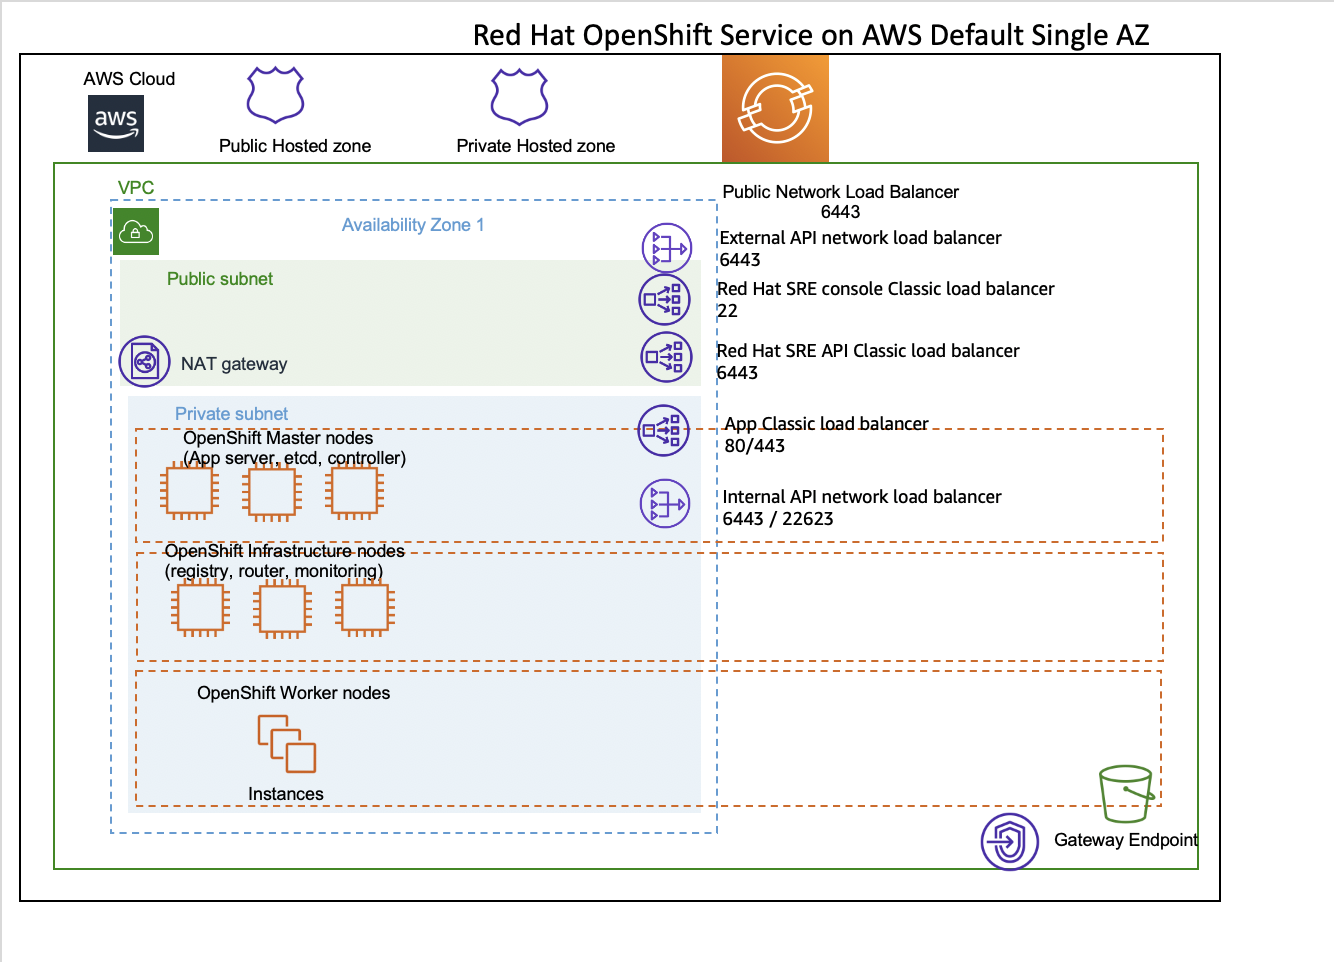 Red Hat OpenShift Service on AWS Default Single AZ
AWS Cloud
aws
Public Hosted zone
Private Hosted zone
VPC
Availability Zone 1
Public Network Load Balancer
6443
External API network load balancer
6443
Public subnet
Red Hat SRE console Classic load balancer
22
NAT gateway
Red Hat SRE API Classic load balancer
6443
Private subnet
App Classic load balancer
80/443
OpenShift Master nodes
(App server, etcd, controller)
Internal API network load balancer
6443 / 22623
OpenShift Infrastructure nodes
(registry, router, monitoring)
OpenShift Worker nodes
Instances
Gateway Endpoint